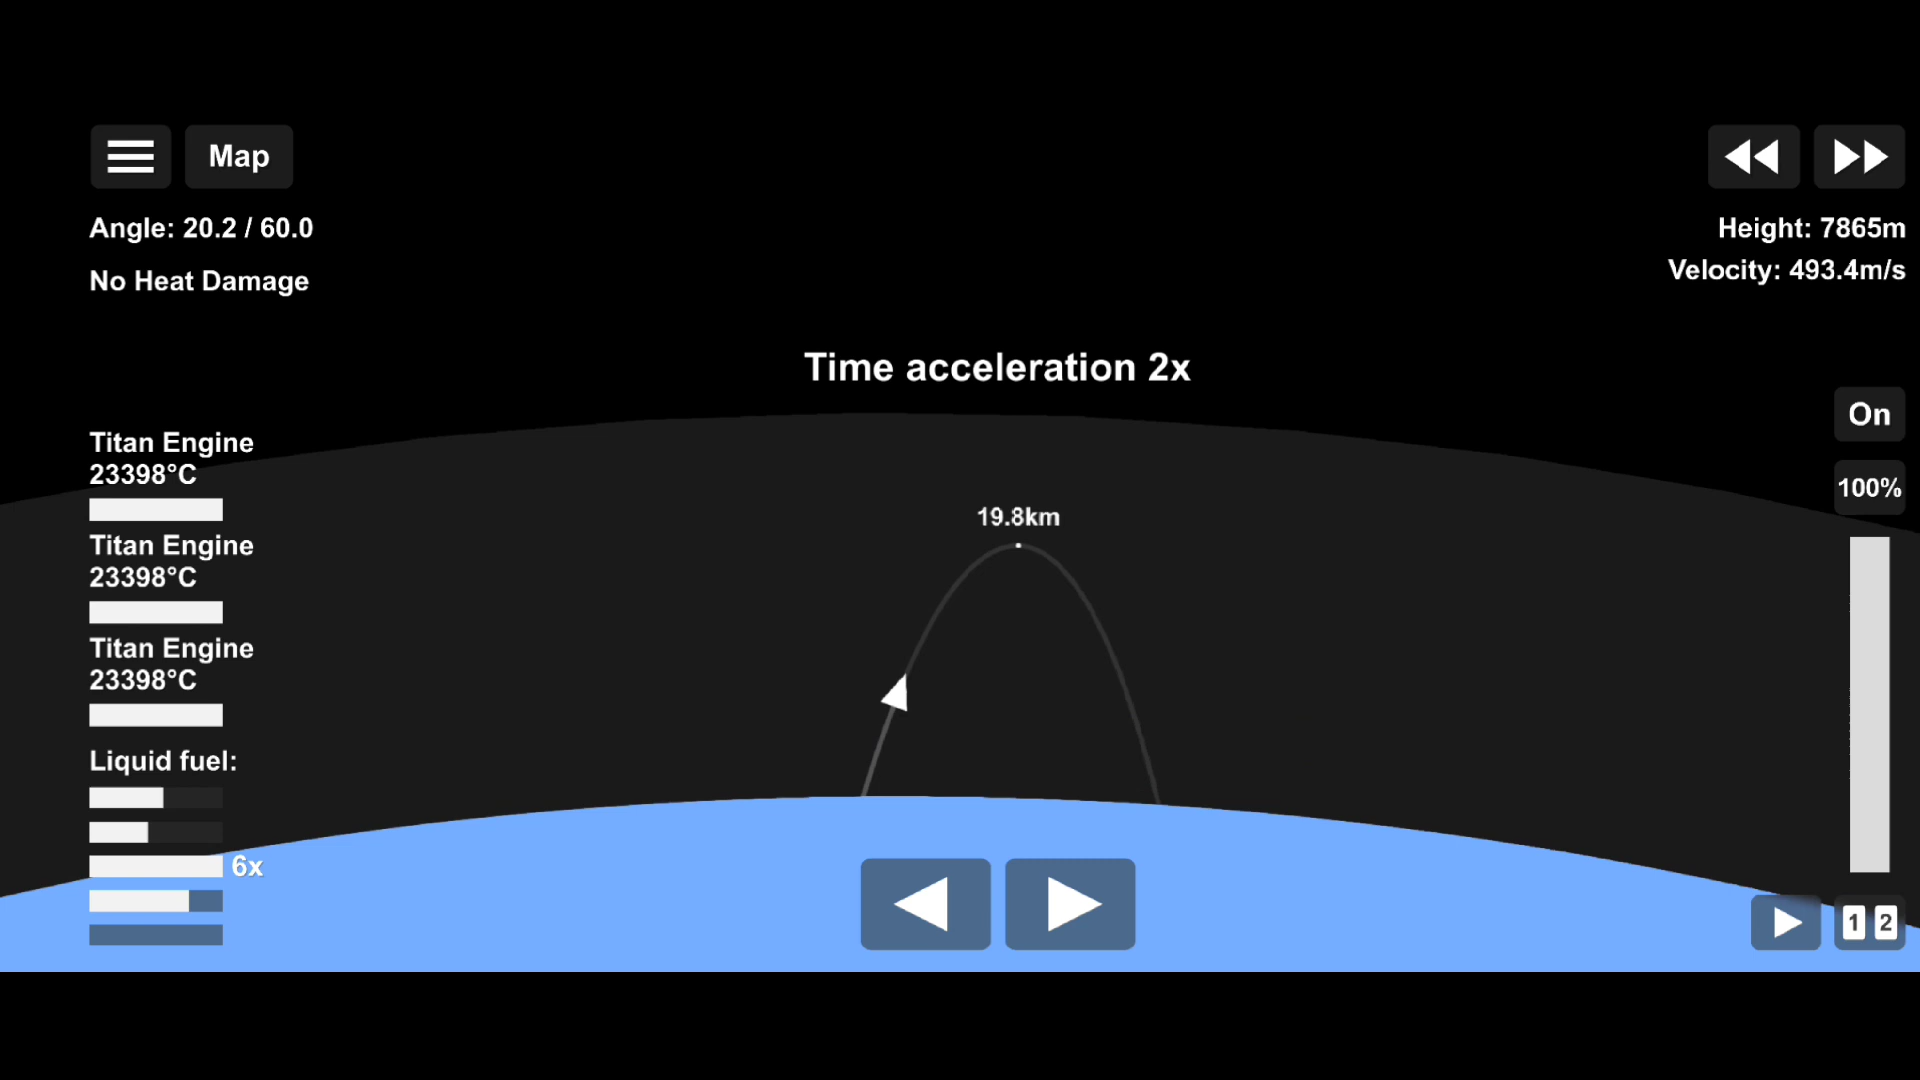 Map
Angle: 20.2 / 60.0
No Heat Damage
Height: 7865m
Velocity: 493.4m/s
Time acceleration 2x
On
100%
Titan Engine
23398°C
Titan Engine
23398°C
Titan Engine
23398°C
Liquid fuel:
6x
19.8km
1 2